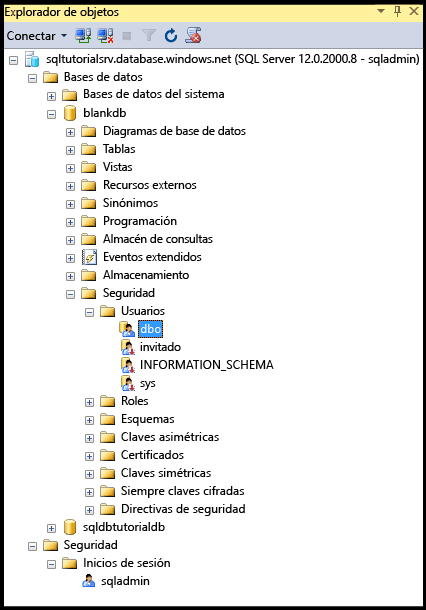 Explorador de objetos
Conectar
sqltutorialsrv.database.windows.net (SQL Server 12.0.2000.8 - sqladmin)
Bases de datos
Bases de datos del sistema
blankdb
Diagramas de base de datos
Tablas
Vistas
Recursos externos
Sinónimos
Programación
Almacén de consultas
Eventos extendidos
Almacenamiento
Seguridad
Usuarios
dbo
invitado
INFORMATION_SCHEMA
sys
Roles
Esquemas
Claves asimétricas
Certificados
Claves simétricas
Siempre claves cifradas
Directivas de seguridad
sqldbtutorialdb
Seguridad
Inicios de sesión
sqladmin